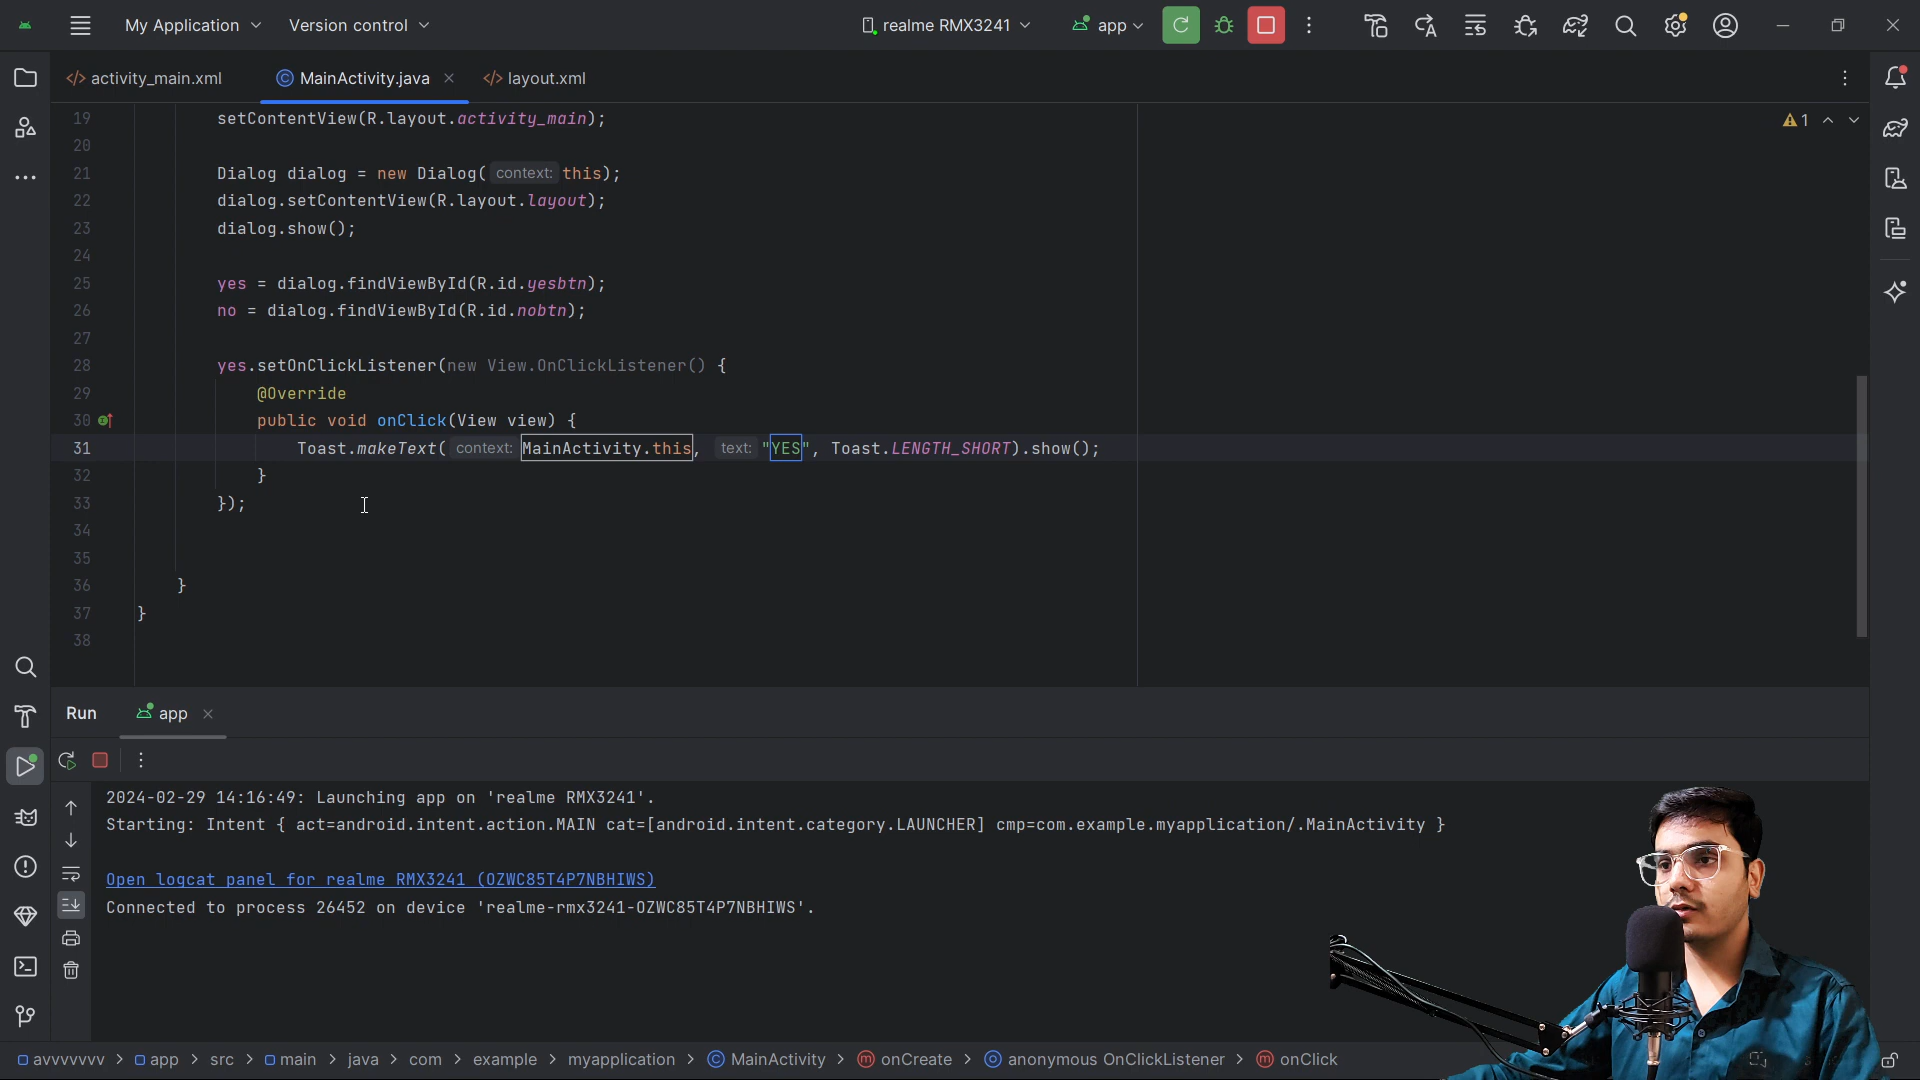 My Application
Version control
realme RMX3241
app
activity_main.xml
MainActivity.java
layout.xml
1
19 setContentView(R.layout.activity_main);
20
21 Dialog dialog = new Dialog( context: this);
22 dialog.setContentView(R.layout.layout);
23 dialog.show();
24
25 yes = dialog.findViewById(R.id.yesbtn);
26 no = dialog.findViewById(R.id.nobtn);
27
28 yes.setOnClickListener(new View.OnClickListener() {
29 @Override
30 public void onClick(View view) {
31 Toast.makeText( context: MainActivity.this, text: "YES", Toast.LENGTH_SHORT).show();
32 }
33 });
34
35
36 }
37 }
38
Run
app
2024-02-29 14:16:49: Launching app on 'realme RMX3241'.
Starting: Intent { act=android.intent.action.MAIN cat=[android.intent.category.LAUNCHER] cmp=com.example.myapplication/.MainActivity }
Open logcat panel for realme RMX3241 (OZWC85T4P7NBHIWS)
Connected to process 26452 on device 'realme-rmx3241-OZWC85T4P7NBHIWS'.
avvvvvvv > app > src > main > java > com > example > myapplication > MainActivity > onCreate > anonymous OnClickListener > onClick